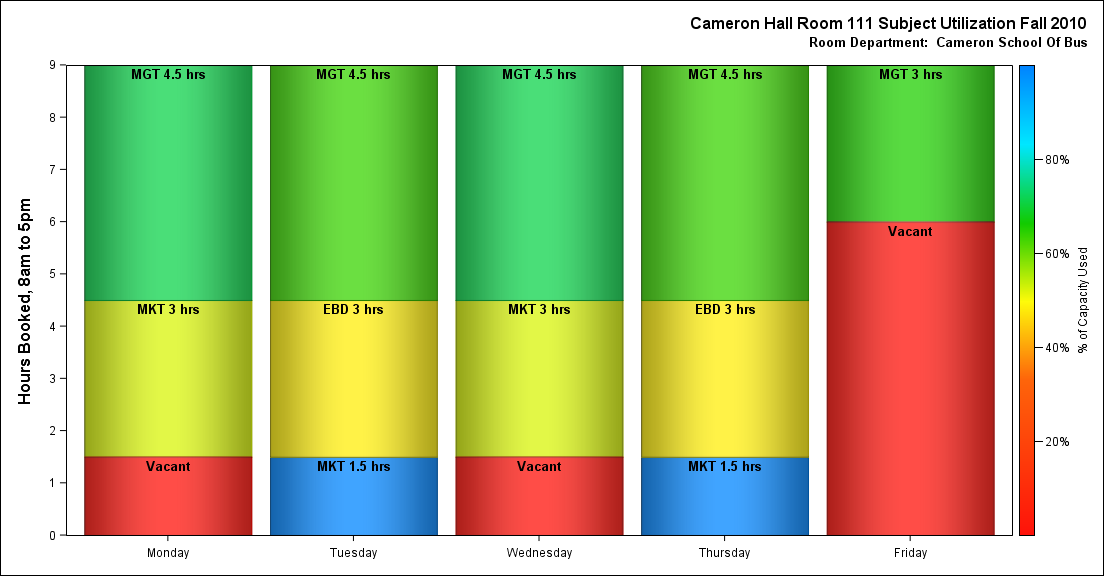 Cameron Hall Room 111 Subject Utilization Fall 2010
Room Department:  Cameron School Of Bus
Hours Booked, 8am to 5pm
9
8
7
6
5
4
3
2
1
0
MGT 4.5 hrs
MKT 3 hrs
Vacant
MGT 4.5 hrs
EBD 3 hrs
MKT 1.5 hrs
MGT 4.5 hrs
MKT 3 hrs
Vacant
MGT 4.5 hrs
EBD 3 hrs
MKT 1.5 hrs
MGT 3 hrs
Vacant
Monday
Tuesday
Wednesday
Thursday
Friday
80%
60%
40%
20%
% of Capacity Used